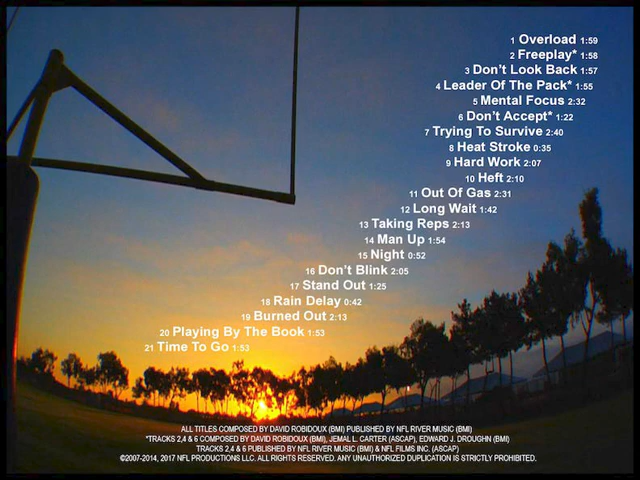 1 Overload 1:59
2 Freeplay* 1:58
3 Don't Look Back 1:57
4 Leader Of The Pack* 1:55
5 Mental Focus 2:32
6 Don't Accept* 1:22
7 Trying To Survive 2:40
8 Heat Stroke 0:35
9 Hard Work 2:07
10 Heft 2:10
11 Out Of Gas 2:31
12 Long Wait 1:42
13 Taking Reps 2:13
14 Man Up 1:54
15 Night 0:52
16 Don't Blink 2:05
17 Stand Out 1:25
18 Rain Delay 0:42
19 Burned Out 2:13
20 Playing By The Book 1:53
21 Time To Go 1:53
ALL TITLES COMPOSED BY DAVID ROBIDOUX (BMI) PUBLISHED BY NFL RIVER MUSIC (BMI)
*TRACKS 2,4 & 6 COMPOSED BY DAVID ROBIDOUX (BMI), JEMAL L. CARTER (ASCAP), EDWARD J. DROUGHN (BMI)
TRACKS 2,4 & 6 PUBLISHED BY NFL RIVER MUSIC (BMI) & NFL FILMS INC. (ASCAP)
©2007-2014, 2017 NFL PRODUCTIONS LLC. ALL RIGHTS RESERVED. ANY UNAUTHORIZED DUPLICATION IS STRICTLY PROHIBITED.